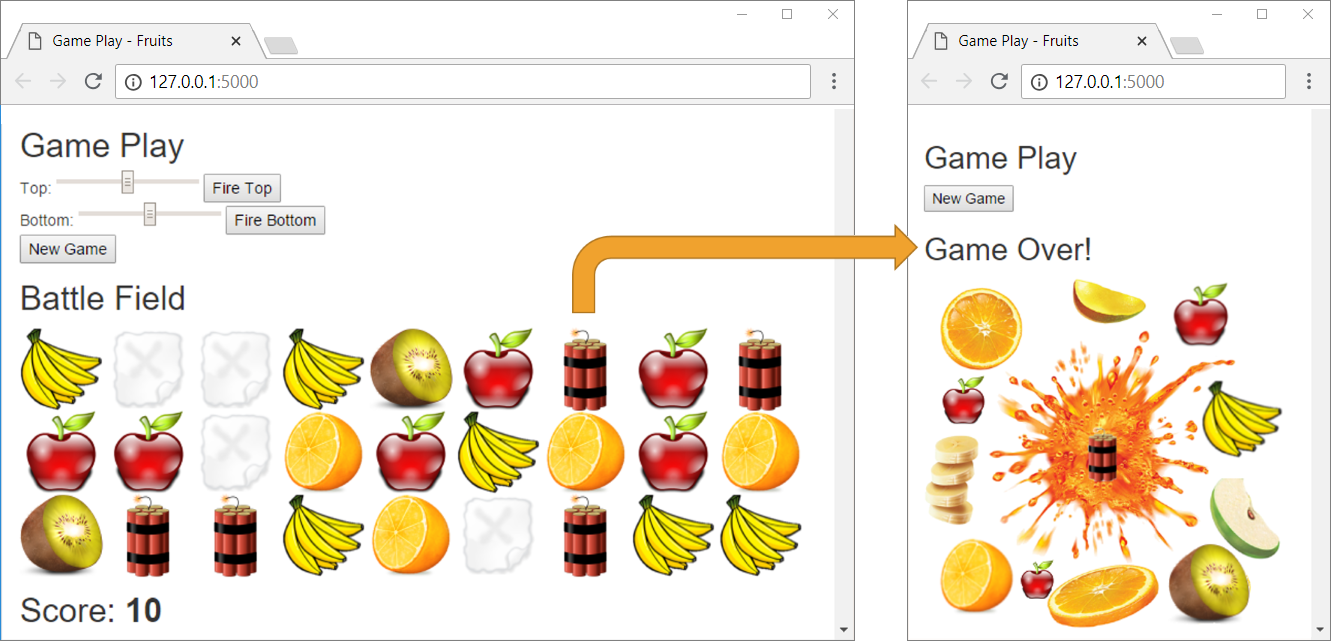 Game Play - Fruits
127.0.0.1:5000
Game Play
Top:
Fire Top
Bottom:
Fire Bottom
New Game
Battle Field
Score: 10
Game Play - Fruits
127.0.0.1:5000
Game Play
New Game
Game Over!